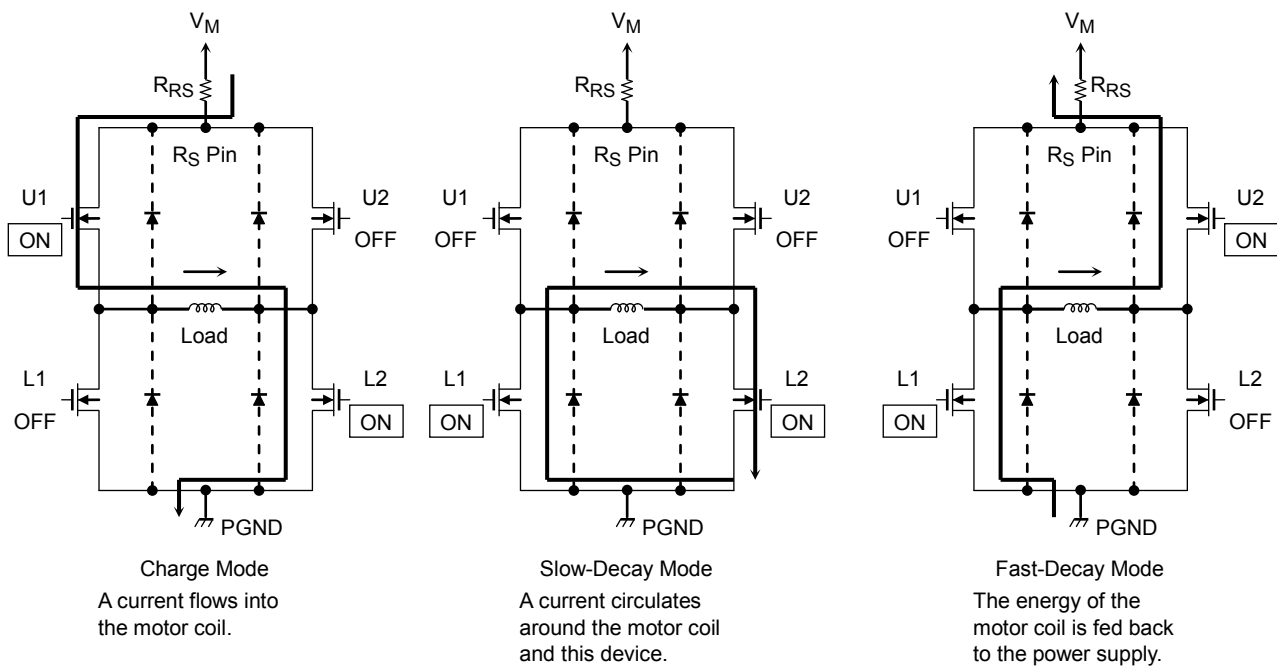 VM
RRS
RS Pin
U1
ON
U2
OFF
Load
L1
OFF
L2
ON
PGND
Charge Mode
A current flows into
the motor coil.
VM
RRS
RS Pin
U1
OFF
U2
OFF
Load
L1
ON
L2
ON
PGND
Slow-Decay Mode
A current circulates
around the motor coil
and this device.
VM
RRS
RS Pin
U1
OFF
U2
ON
Load
L1
ON
L2
OFF
PGND
Fast-Decay Mode
The energy of the
motor coil is fed back
to the power supply.